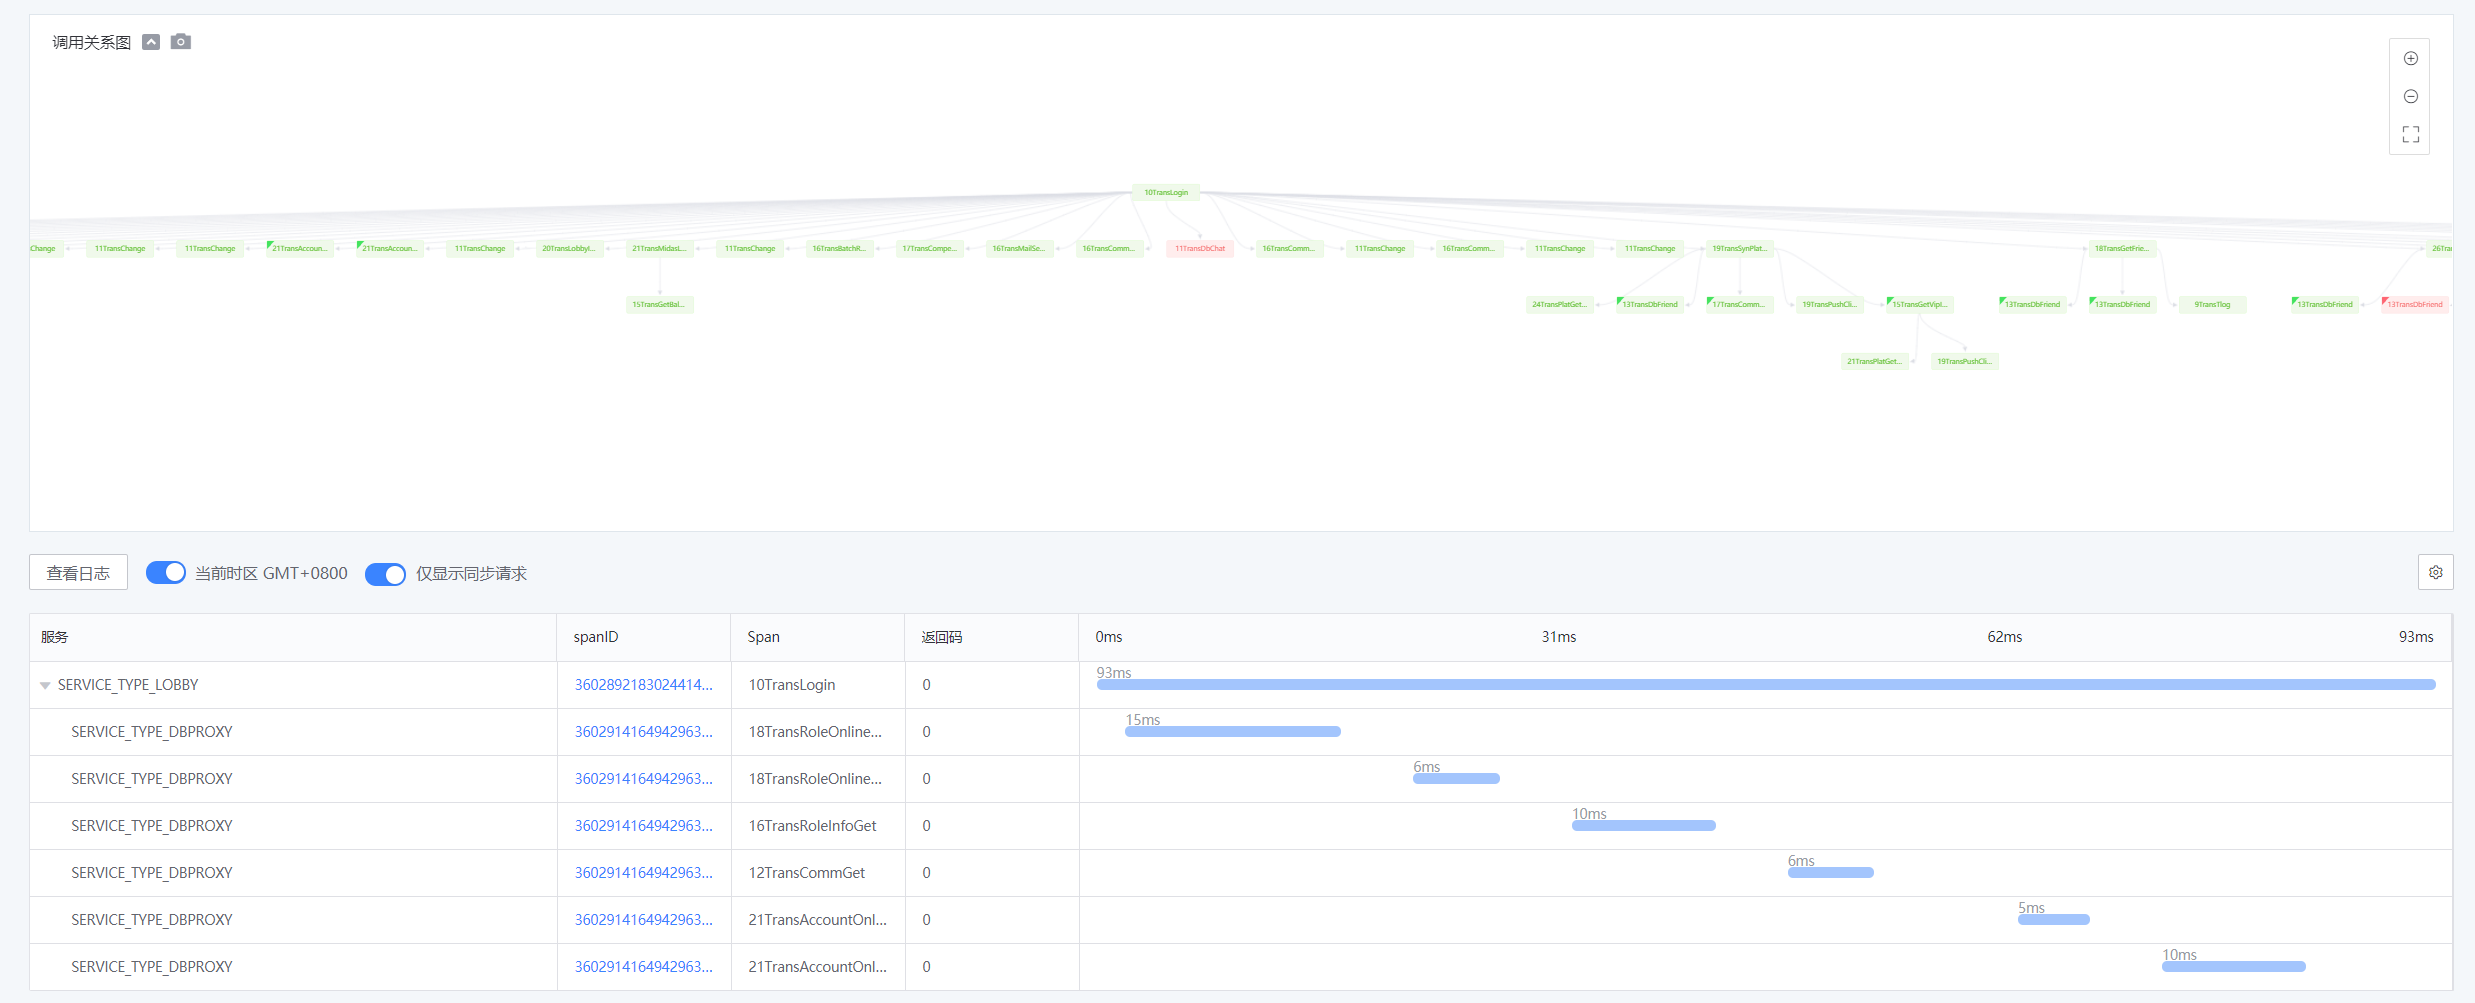 调用关系图
10TransLogin
:Change 11TransChange 11TransChange 21TransAccoun... 21TransAccoun... 11TransChange 20TransLobbyI... 21TransMidasL... 11TransChange 16TransBatchR... 17TransCompe... 16TransMailSe... 16TransComm... 11TransDbChat 16TransComm... 11TransChange 16TransComm... 11TransChange 11TransChange 19TransSynPlat... 18TransGetFrie... 26Trar
15TransGetBal... 24TransPlatGet... 13TransDbFriend 17TransComm... 19TransPushCli... 15TransGetVipI... 13TransDbFriend 13TransDbFriend 9TransTlog 13TransDbFriend 13TransDbFriend
21TransPlatGet... 19TransPushCli...
查看日志 当前时区 GMT+0800 仅显示同步请求
服务 spanID Span 返回码 0ms 31ms 62ms 93ms
93ms
SERVICE_TYPE_LOBBY 3602892183024414... 10TransLogin 0
15ms
SERVICE_TYPE_DBPROXY 3602914164942963... 18TransRoleOnline... 0
6ms
SERVICE_TYPE_DBPROXY 3602914164942963... 18TransRoleOnline... 0
10ms
SERVICE_TYPE_DBPROXY 3602914164942963... 16TransRoleInfoGet 0
6ms
SERVICE_TYPE_DBPROXY 3602914164942963... 12TransCommGet 0
5ms
SERVICE_TYPE_DBPROXY 3602914164942963... 21TransAccountOnl... 0
10ms
SERVICE_TYPE_DBPROXY 3602914164942963... 21TransAccountOnl... 0